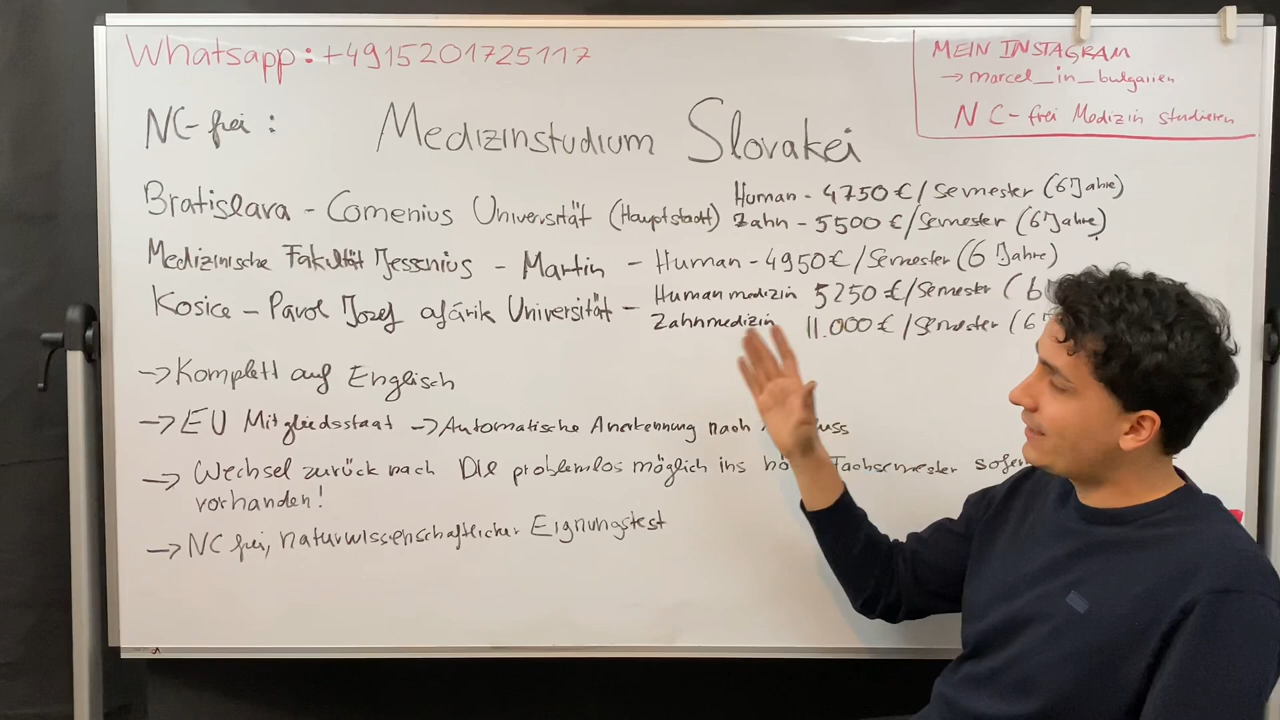 Whatsapp: +4915201725117
MEIN INSTAGRAM
→ marcel_in_bulgarien
NC-frei Medizin studieren
NC-frei: Medizinstudium Slovakei
Bratislava - Comenius Universität (Hauptstadt)
Human - 4750€/Semester (6 Jahre)
Zahn - 5500€/Semester (6 Jahre)
Medizinische Fakultät Jessenius - Martin - Human - 4950€/Semester (6 Jahre)
Kosice - Pavol Jozef Universität -
Humanmedizin 5250€/Semester (6
Zahnmedizin 11.000€/Semester (6
→ Komplett auf Englisch
→ EU Mitgliedsstaat → Automatische Anerkennung nach
→ Wechsel zurück nach problemlos möglich ins Fachsemester
vorhanden!
→ NC frei, naturwissenschaftlicher Eignungstest